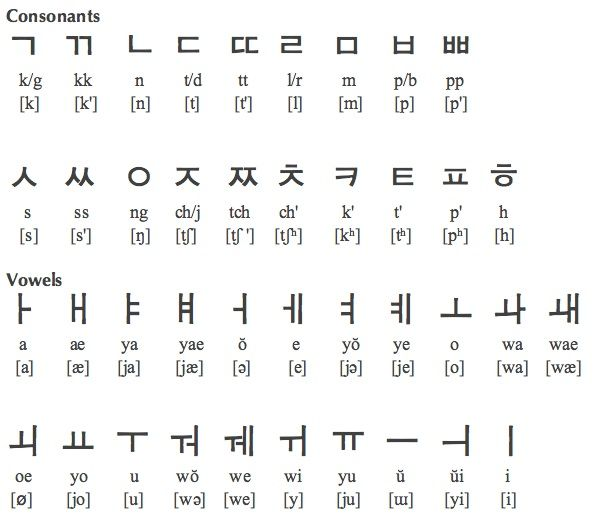 Consonants
ㄱ ㄲ ㄴ ㄷ ㄸ ㄹ ㅁ ㅂ ㅃ
k/g kk n t/d tt l/r m p/b pp
[k] [k'] [n] [t] [t'] [l] [m] [p] [p']
ㅅ ㅆ ㅇ ㅈ ㅉ ㅊ ㅋ ㅌ ㅍ ㅎ
s ss ng ch/j tch ch' k' t' p' h
[s] [s'] [ŋ] [tʃ] [tʃ '] [tʃʰ] [kʰ] [tʰ] [pʰ] [h]
Vowels
ㅏ ㅐ ㅑ ㅒ ㅓ ㅔ ㅕ ㅖ ㅗ ㅘ ㅙ
a ae ya yae ŏ e yŏ ye o wa wae
[a] [æ] [ja] [jæ] [ə] [e] [jə] [je] [o] [wa] [wæ]
ㅚ ㅛ ㅜ ㅝ ㅞ ㅟ ㅠ ㅡ ㅢ ㅣ
oe yo u wŏ we wi yu ŭ ŭi i
[ø] [jo] [u] [wə] [we] [y] [ju] [ɯ] [yi] [i]